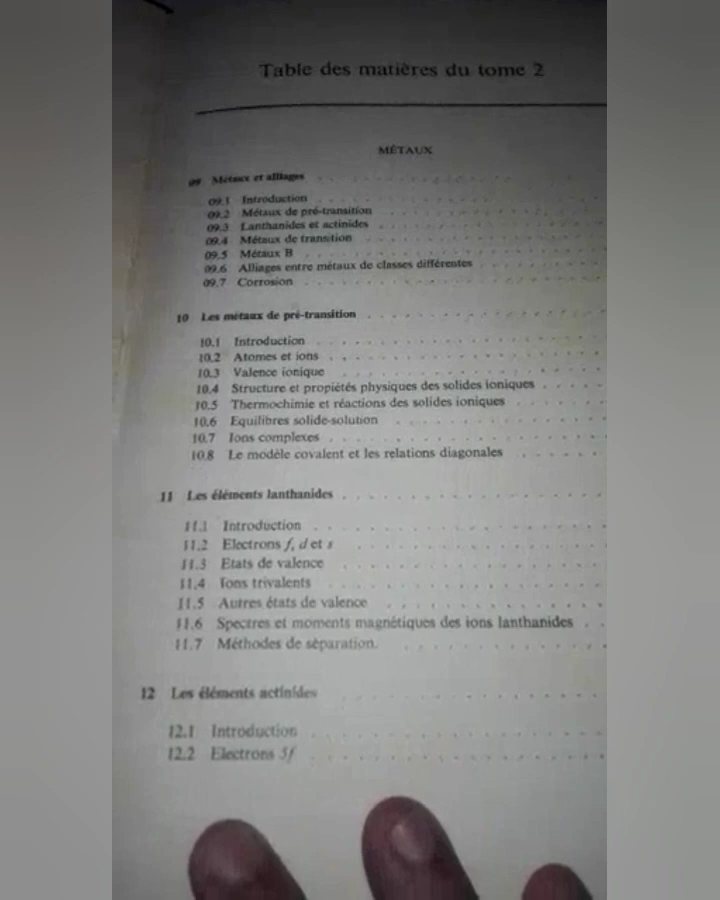 Table des matières du tome 2
MÉTAUX
09 Métaux et alliages
09.1 Introduction
09.2 Métaux de pré-transition
09.3 Lanthanides et actinides
09.4 Métaux de transition
09.5 Métaux B
09.6 Alliages entre métaux de classes différentes
09.7 Corrosion
10 Les métaux de pré-transition
10.1 Introduction
10.2 Atomes et ions
10.3 Valence ionique
10.4 Structure et propiétés physiques des solides ioniques
10.5 Thermochimie et réactions des solides ioniques
10.6 Equilibres solide-solution
10.7 Ions complexes
10.8 Le modèle covalent et les relations diagonales
11 Les éléments lanthanides
11.1 Introduction
11.2 Electrons f, d et s
11.3 Etats de valence
11.4 Ions trivalents
11.5 Autres états de valence
11.6 Spectres et moments magnétiques des ions lanthanides
11.7 Méthodes de séparation.
12 Les éléments actinides
12.1 Introduction
12.2 Electrons 5f